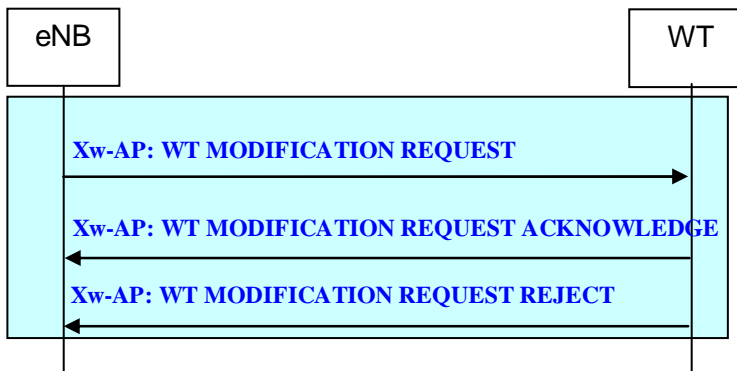 eNB
WT
Xw-AP: WT MODIFICATION REQUEST
Xw-AP: WT MODIFICATION REQUEST ACKNOWLEDGE
Xw-AP: WT MODIFICATION REQUEST REJECT